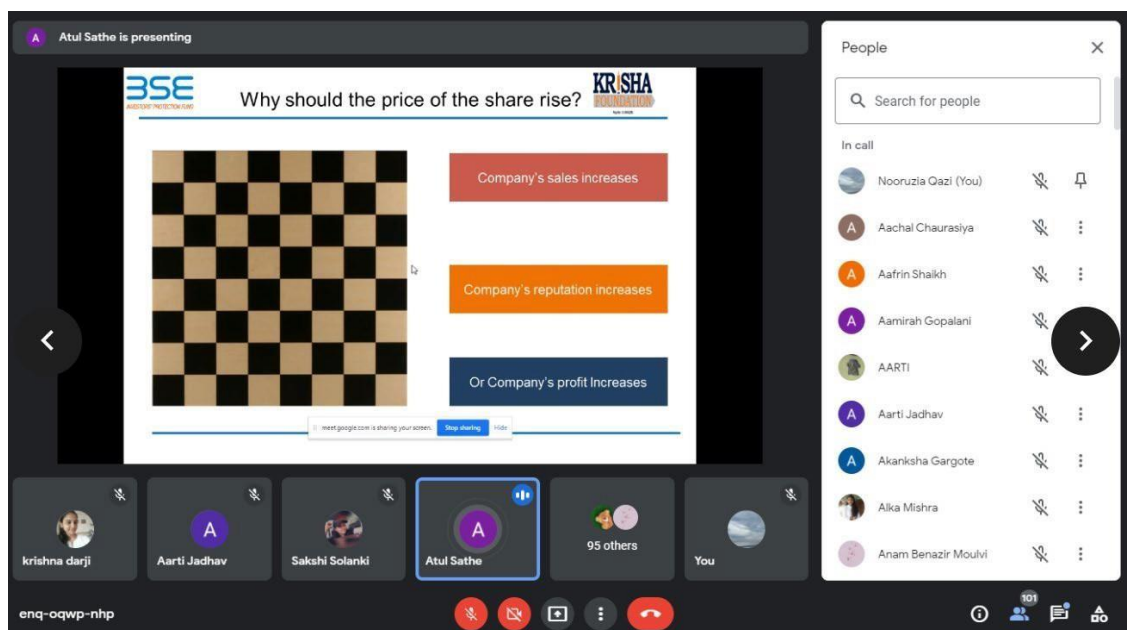 A Atul Sathe is presenting
BSE
INVESTORS' PROTECTION FUND
Why should the price of the share rise?
KRISHA
FOUNDATION
Company's sales increases
Company's reputation increases
Or Company's profit Increases
meet.google.com is sharing your screen. Stop sharing Hide
krishna darji
A
Aarti Jadhav
Sakshi Solanki
A
Atul Sathe
95 others
You
enq-oqwp-nhp
101
People
Search for people
In call
Nooruzia Qazi (You)
A Aachal Chaurasiya
A Aafrin Shaikh
A Aamirah Gopalani
AARTI
A Aarti Jadhav
A Akanksha Gargote
Alka Mishra
Anam Benazir Moulvi